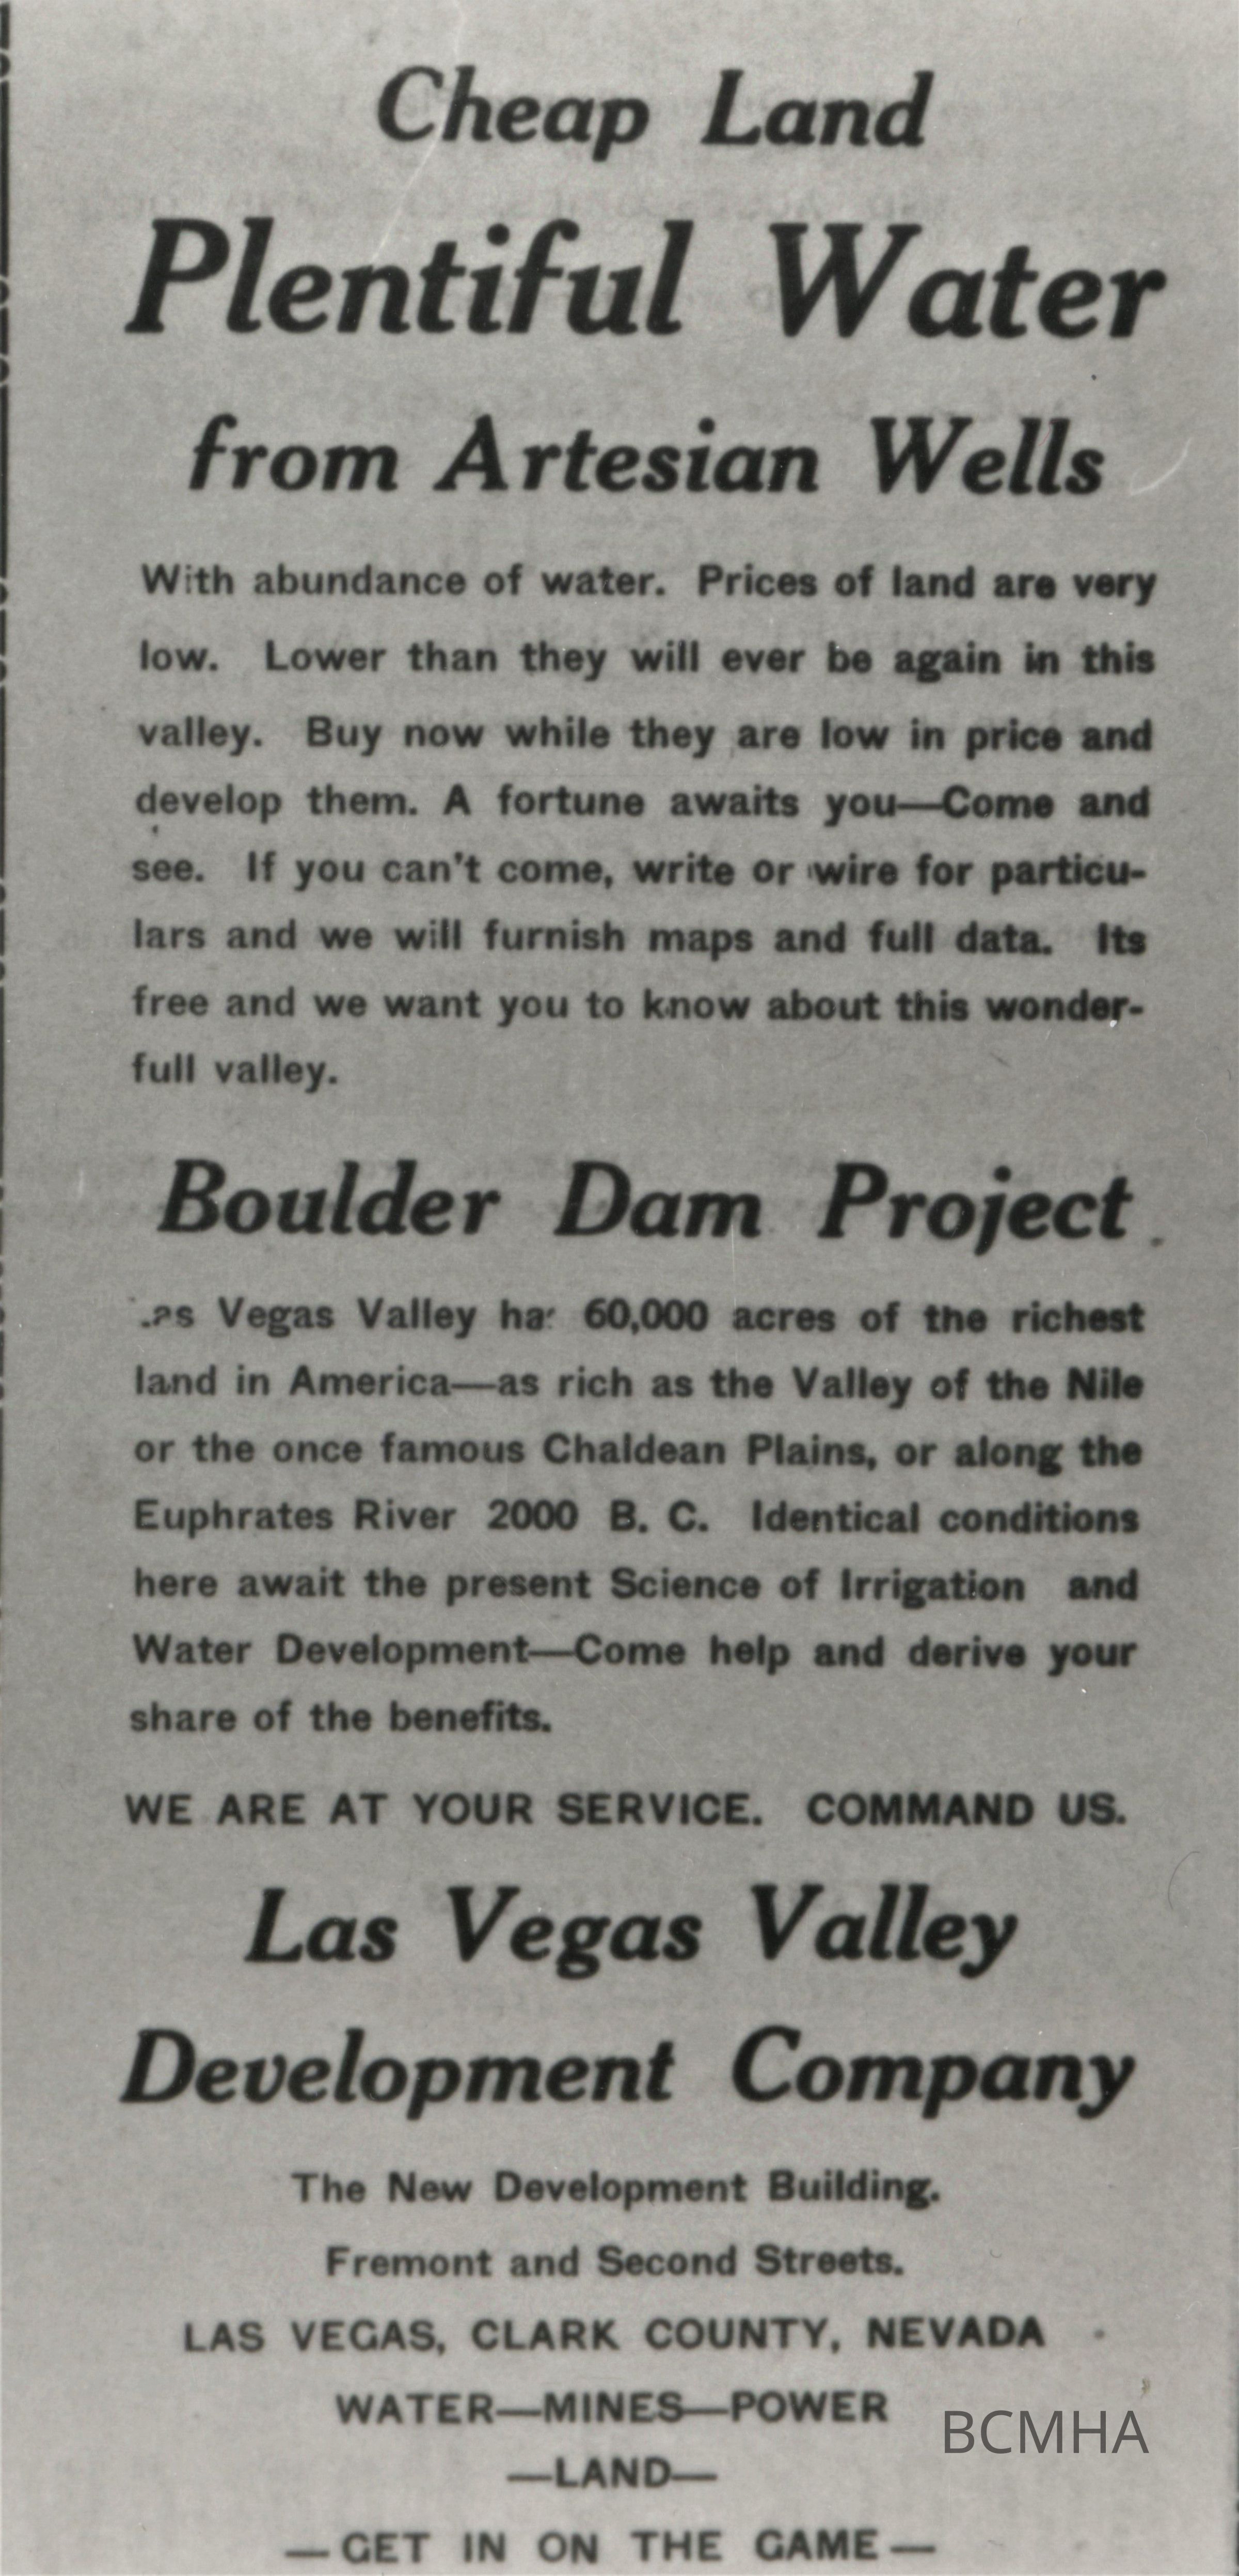 Cheap Land
Plentiful Water
from Artesian Wells
With abundance of water. Prices of land are very
low. Lower than they will ever be again in this
valley. Buy now while they are low in price and
develop them. A fortune awaits you—Come and
see. If you can't come, write or wire for particu-
lars and we will furnish maps and full data. Its
free and we want you to know about this wonder-
full valley.
Boulder Dam Project
Las Vegas Valley has 60,000 acres of the richest
land in America—as rich as the Valley of the Nile
or the once famous Chaldean Plains, or along the
Euphrates River 2000 B. C. Identical conditions
here await the present Science of Irrigation and
Water Development—Come help and derive your
share of the benefits.
WE ARE AT YOUR SERVICE. COMMAND US.
Las Vegas Valley
Development Company
The New Development Building.
Fremont and Second Streets.
LAS VEGAS, CLARK COUNTY, NEVADA
WATER—MINES—POWER
BCMHA
—LAND—
—GET IN ON THE GAME—